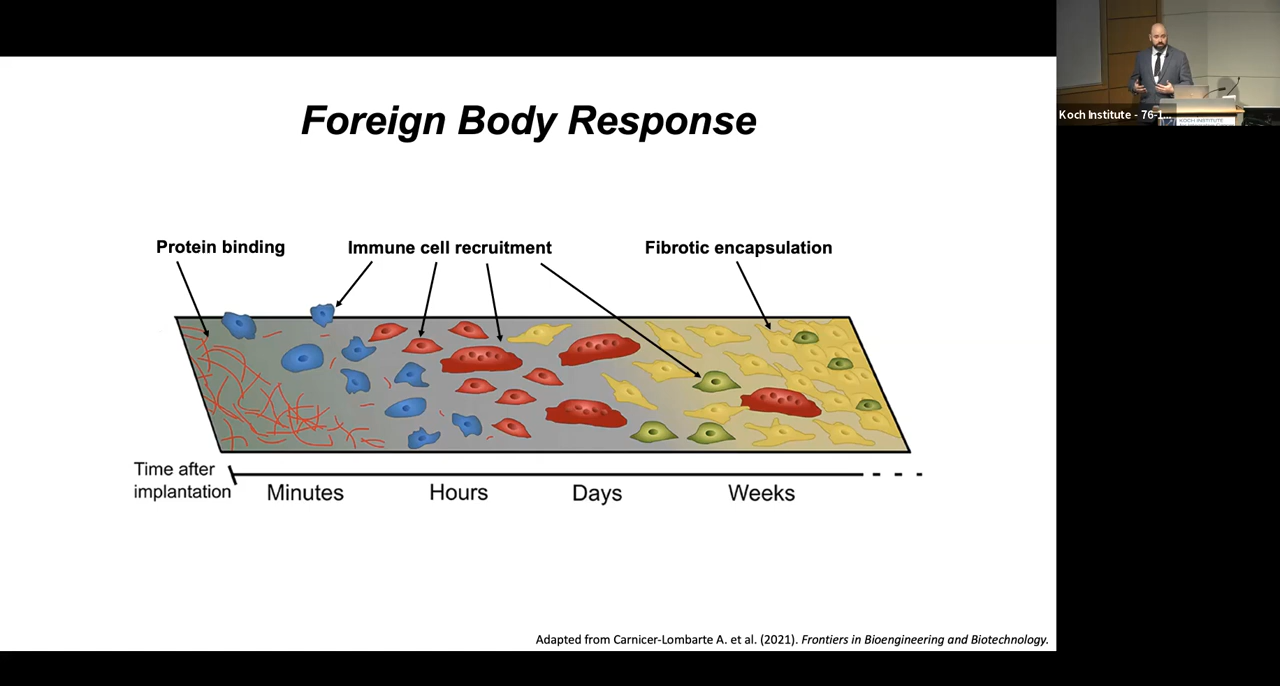 Foreign Body Response
Protein binding
Immune cell recruitment
Fibrotic encapsulation
Time after
implantation
Minutes
Hours
Days
Weeks
Adapted from Carnicer-Lombarte A. et al. (2021). Frontiers in Bioengineering and Biotechnology.
Koch Institute - 76-1...
KOCH INSTITUTE